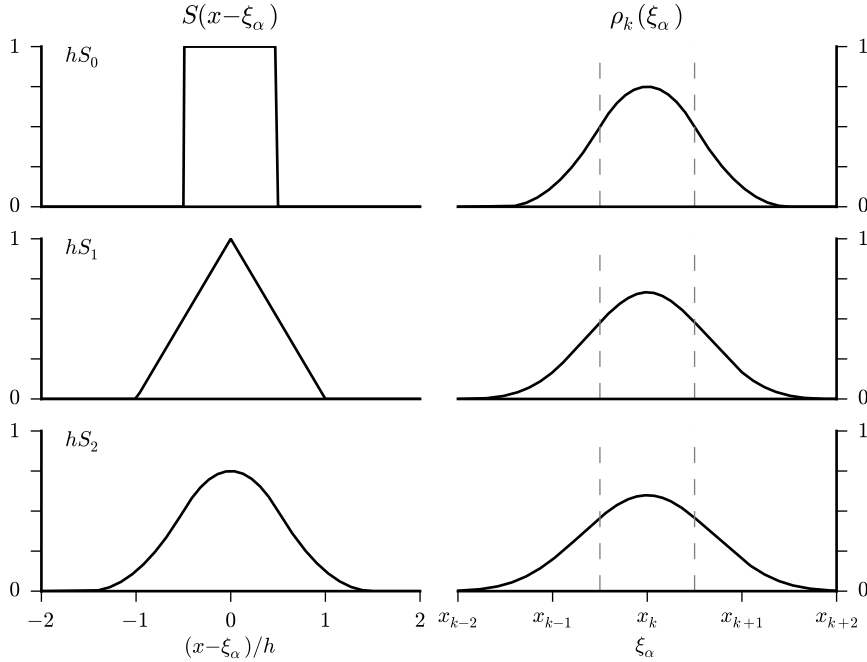 S(x−ξ_α) ρ_k(ξ_α)
1 hS_0 1
0 0
1 hS_1 1
0 0
1 hS_2 1
0 0
−2 −1 0 1 2 x_{k−2} x_{k−1} x_k x_{k+1} x_{k+2}
(x−ξ_α)/h ξ_α